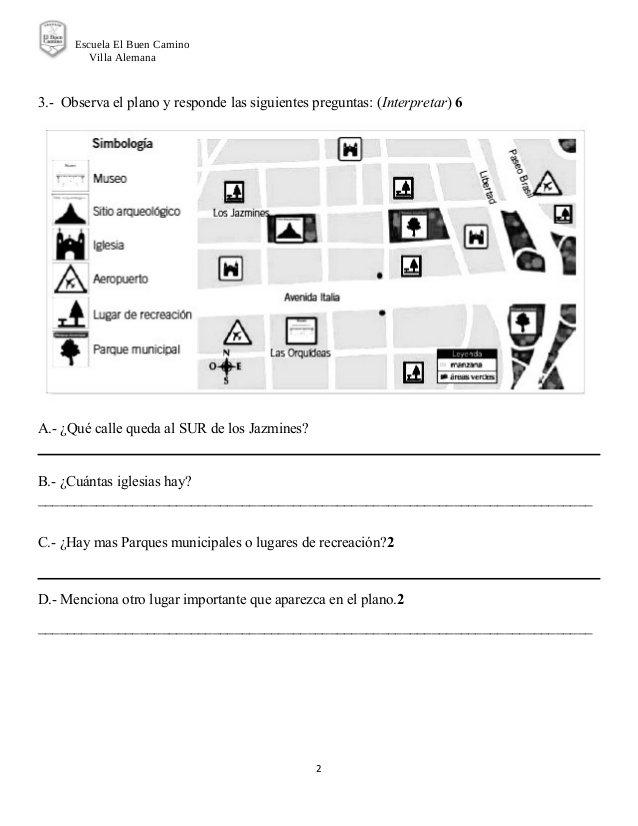 El Buen
Camino
Escuela El Buen Camino
Villa Alemana
3.- Observa el plano y responde las siguientes preguntas: (Interpretar) 6
Simbología
Museo
Sitio arqueológico
Iglesia
Aeropuerto
Lugar de recreación
Parque municipal
Los Jazmines
Libertad
Paseo Brasil
Avenida Italia
Las Orquídeas
N
O E
S
Leyenda
manzana
áreas verdes
A.- ¿Qué calle queda al SUR de los Jazmines?
B.- ¿Cuántas iglesias hay?
C.- ¿Hay mas Parques municipales o lugares de recreación?2
D.- Menciona otro lugar importante que aparezca en el plano.2
2